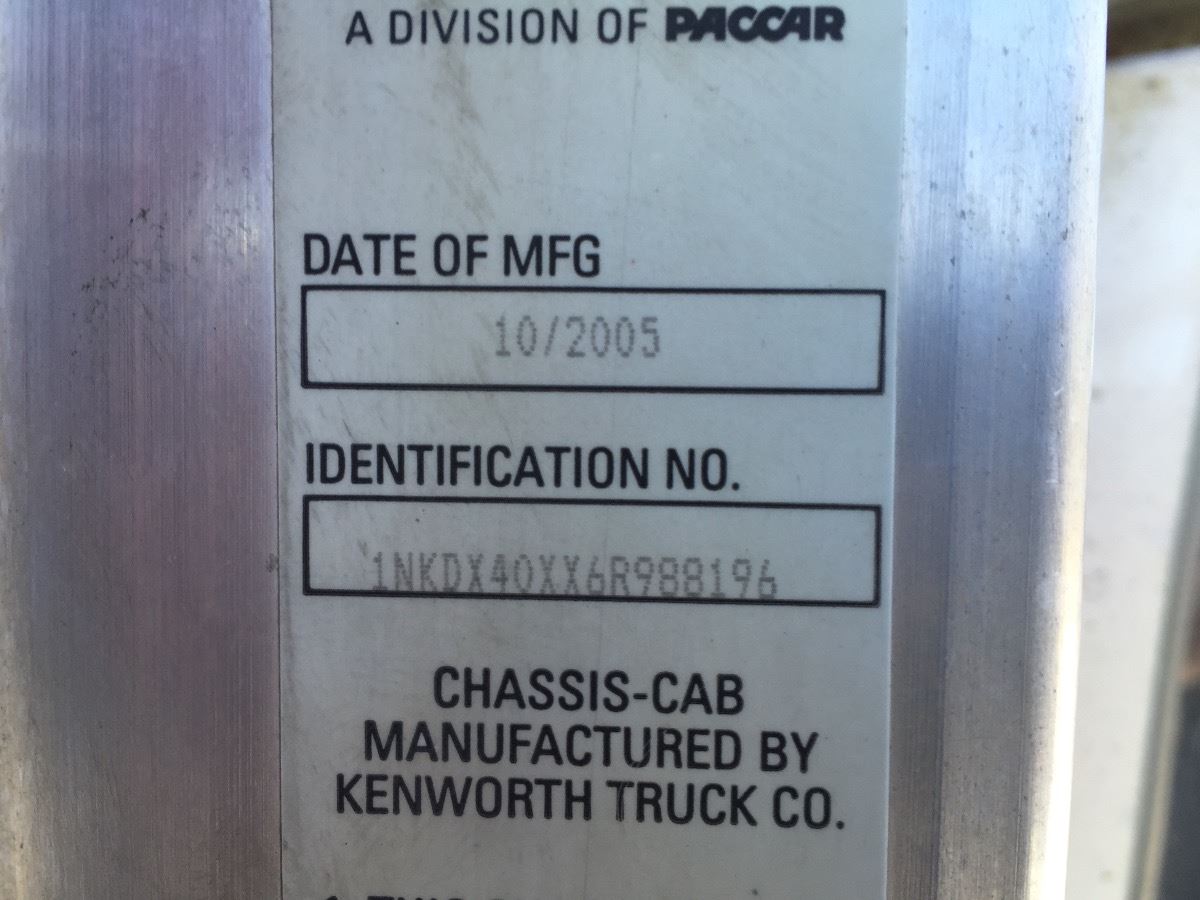 A DIVISION OF PACCAR
DATE OF MFG
10/2005
IDENTIFICATION NO.
1NKDX40XX6R988196
CHASSIS-CAB
MANUFACTURED BY
KENWORTH TRUCK CO.